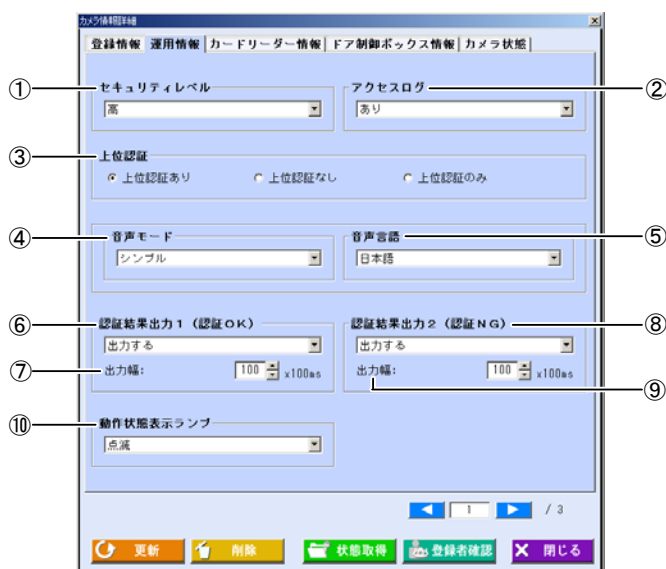 カメラ情報詳細
登録情報 運用情報 カードリーダー情報 ドア制御ボックス情報 カメラ状態
① セキュリティレベル アクセスログ ②
高 あり
③ 上位認証
上位認証あり 上位認証なし 上位認証のみ
④ 音声モード 音声言語 ⑤
シンプル 日本語
⑥ 認証結果出力1(認証OK) 認証結果出力2(認証NG) ⑧
出力する 出力する
⑦ 出力幅: 100 x100ms 出力幅: 100 x100ms ⑨
⑩ 動作状態表示ランプ
点滅
1 / 3
更新 削除 状態取得 登録者確認 X 閉じる